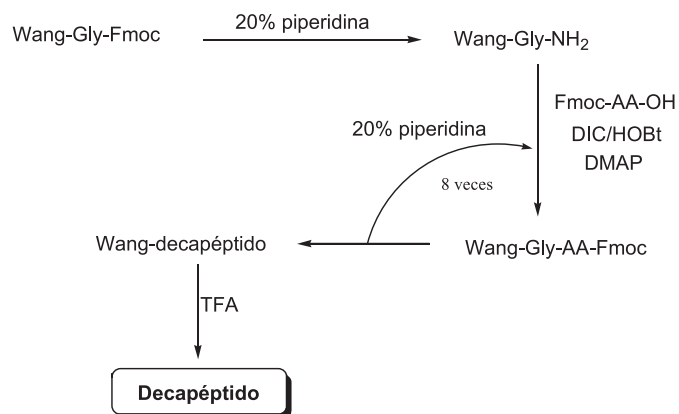 Wang-Gly-Fmoc
20% piperidina
Wang-Gly-NH2
Fmoc-AA-OH
DIC/HOBt
DMAP
20% piperidina
8 veces
Wang-decapéptido
Wang-Gly-AA-Fmoc
TFA
Decapéptido